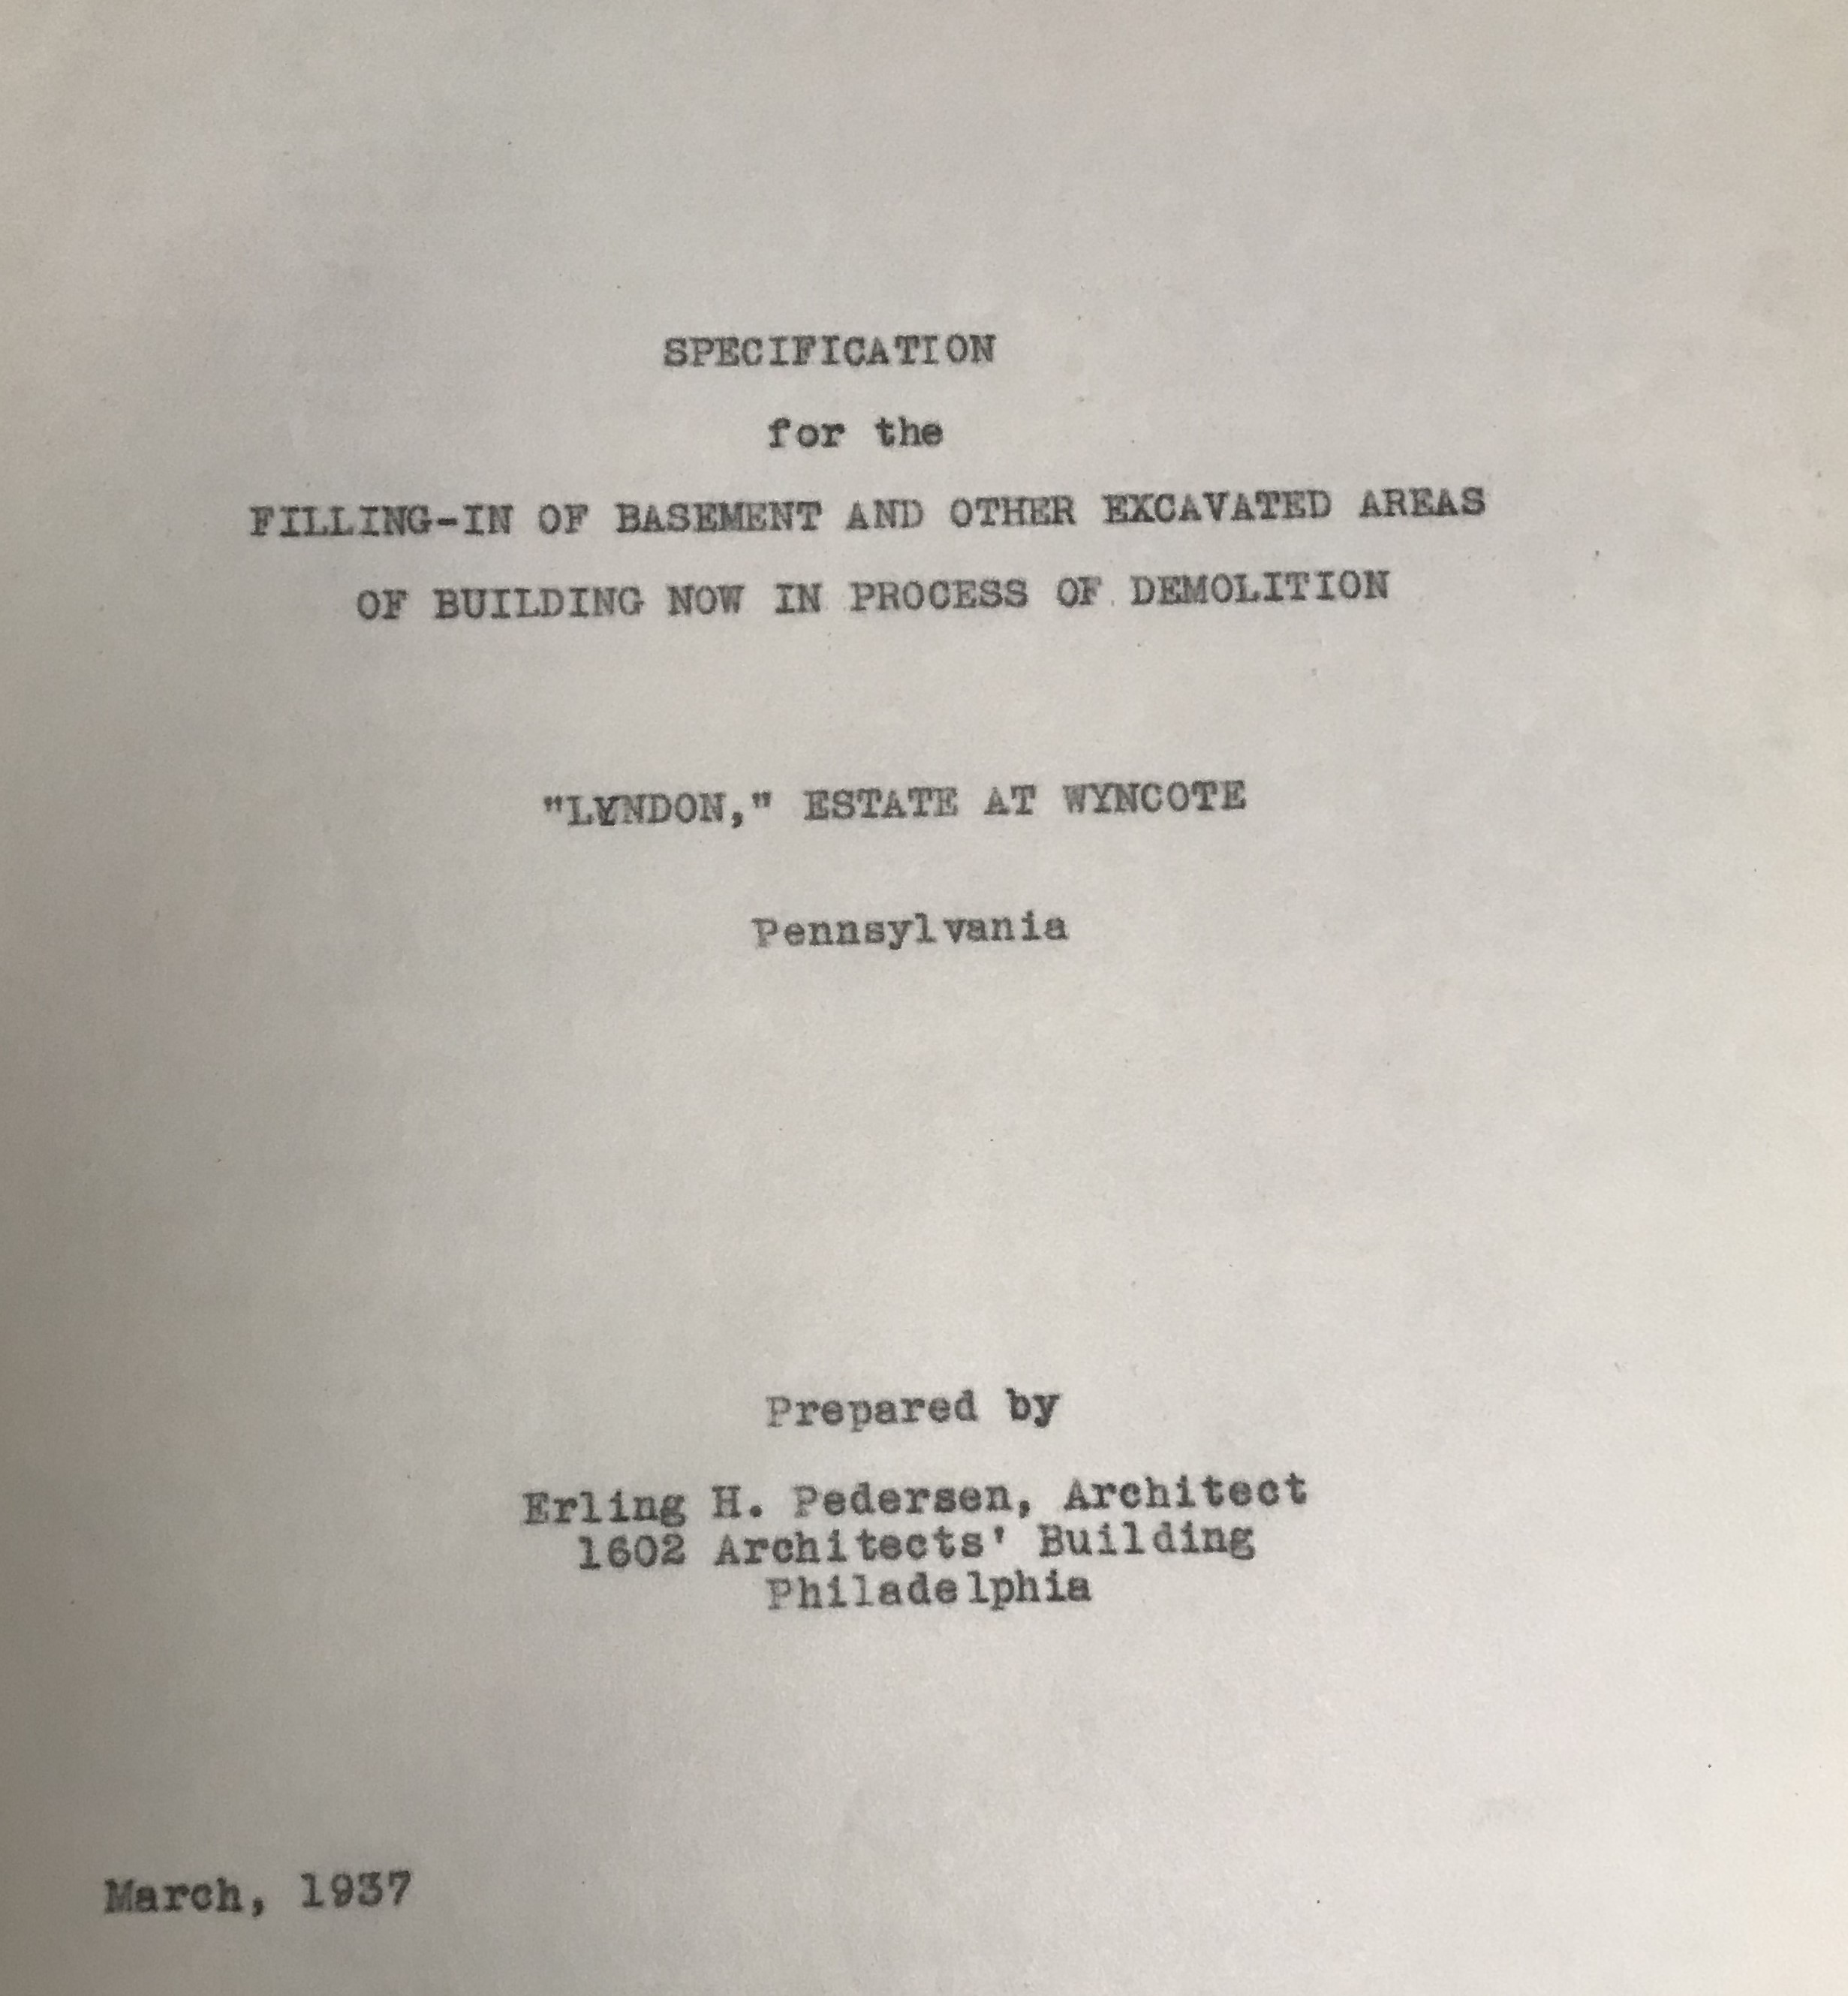 SPECIFICATION
for the
FILLING-IN OF BASEMENT AND OTHER EXCAVATED AREAS
OF BUILDING NOW IN PROCESS OF DEMOLITION
"LYNDON," ESTATE AT WYNCOTE
Pennsylvania
Prepared by
Erling H. Pedersen, Architect
1602 Architects' Building
Philadelphia
March, 1937